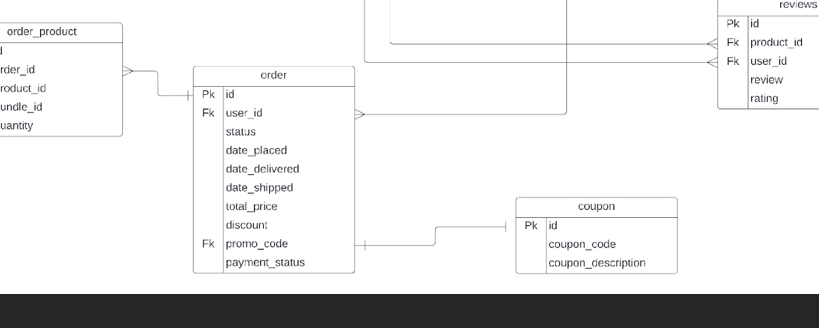 order_product
rder_id
roduct_id
undle_id
uantity
order
Pk id
Fk user_id
status
date_placed
date_delivered
date_shipped
total_price
discount
Fk promo_code
payment_status
reviews
Pk id
Fk product_id
Fk user_id
review
rating
coupon
Pk id
coupon_code
coupon_description